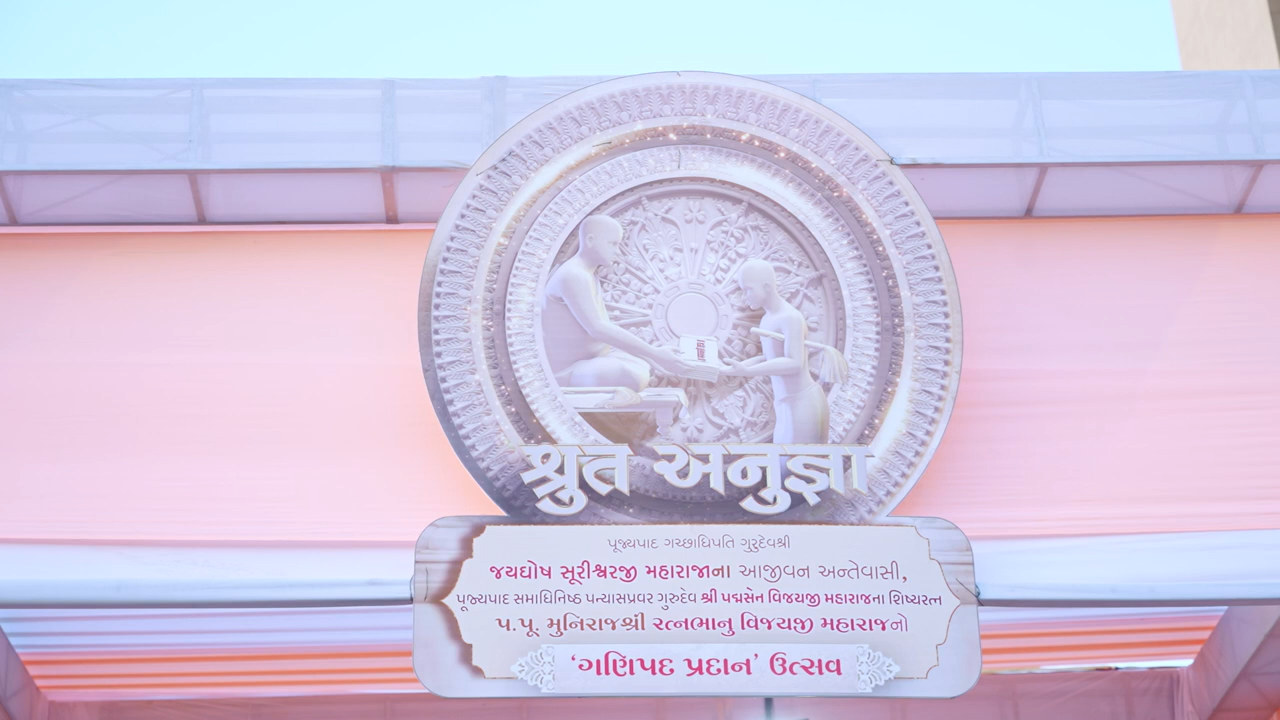 શ્રુત અનુજ્ઞા
પૂજ્યપાદ ગચ્છાધિપતિ ગુરુદેવશ્રી
જયઘોષ સૂરીશ્વરજી મહારાજાના આજીવન અન્તેવાસી,
પૂજ્યપાદ સમાધિનિષ્ઠ પન્યાસપ્રવર ગુરુદેવ શ્રી પદ્મસેન વિજયજી મહારાજના શિષ્યરત્ન
પ.પૂ. મુનિરાજશ્રી રત્નભાનુ વિજયજી મહારાજનો
‘ગણિપદ પ્રદાન’ ઉત્સવ